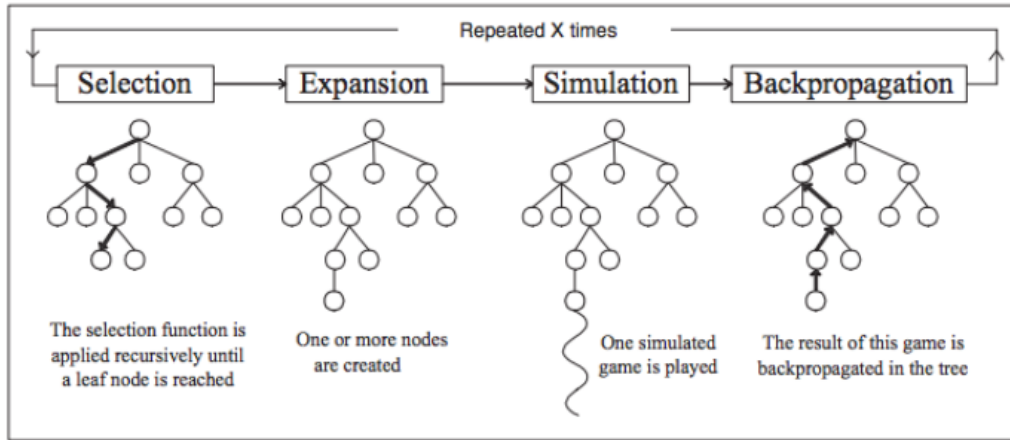 Repeated X times
Selection
Expansion
Simulation
Backpropagation
The selection function is
applied recursively until
a leaf node is reached
One or more nodes
are created
One simulated
game is played
The result of this game is
backpropagated in the tree